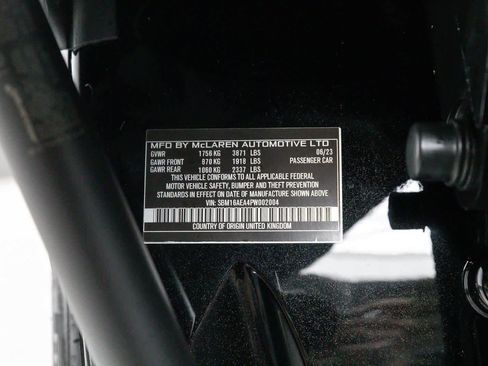 MFD BY McLAREN AUTOMOTIVE LTD
GVWR 1756 KG 3871 LBS 06/23
GAWR FRONT 870 KG 1918 LBS PASSENGER CAR
GAWR REAR 1060 KG 2337 LBS
THIS VEHICLE CONFORMS TO ALL APPLICABLE FEDERAL
MOTOR VEHICLE SAFETY, BUMPER AND THEFT PREVENTION
STANDARDS IN EFFECT ON DATE OF MANUFACTURE SHOWN ABOVE
VIN: SBM16AEA4PW002004
COUNTRY OF ORIGIN UNITED KINGDOM